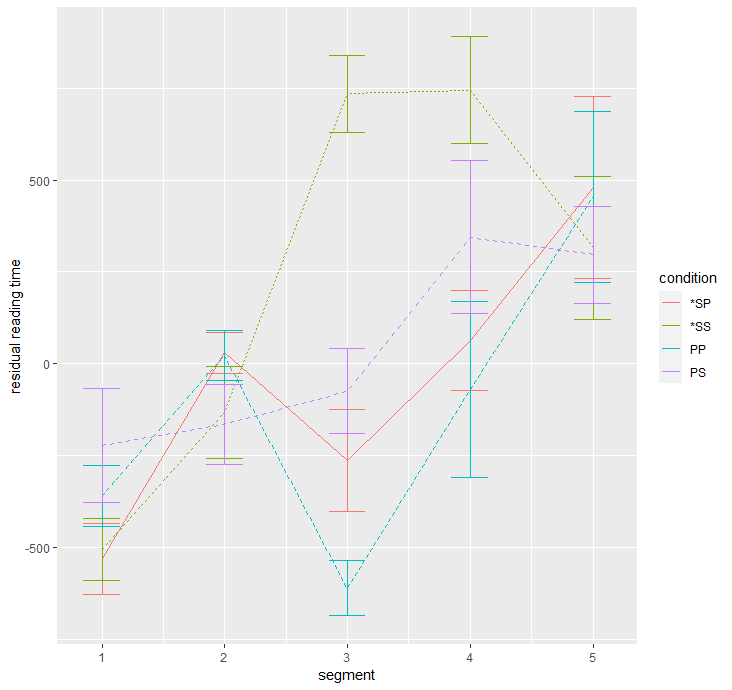 500
0
-500
residual reading time
1 2 3 4 5
segment
condition
*SP
*SS
PP
PS